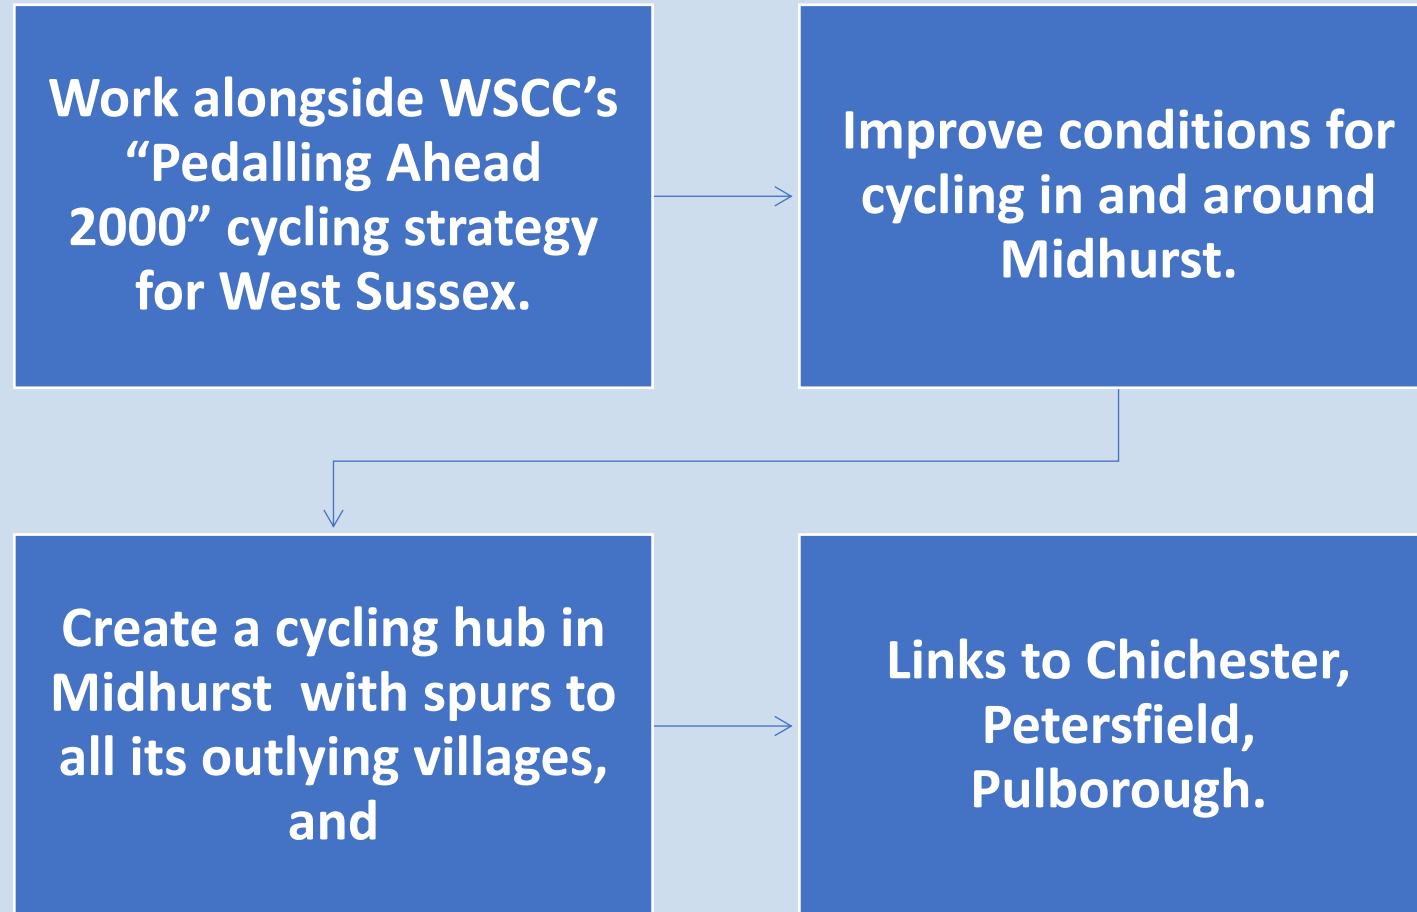 Work alongside WSCC’s
“Pedalling Ahead
2000” cycling strategy
for West Sussex.
Improve conditions for
cycling in and around
Midhurst.
Create a cycling hub in
Midhurst  with spurs to
all its outlying villages,
and
Links to Chichester,
Petersfield,
Pulborough.